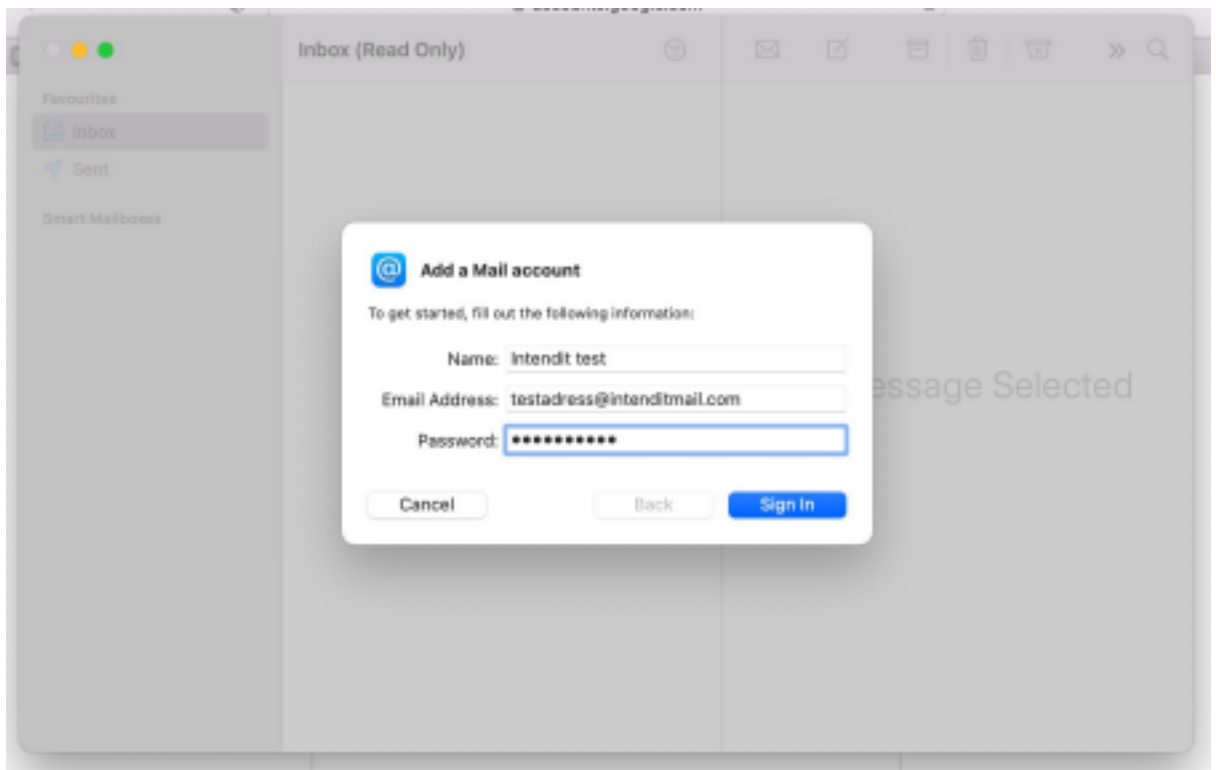 Inbox (Read Only)
Favourites
Inbox
Sent
Smart Mailboxes
Add a Mail account
To get started, fill out the following information:
Name: Intendit test
Email Address: testadress@intenditmail.com
Password: ••••••••••
essage Selected
Cancel
Back
Sign In